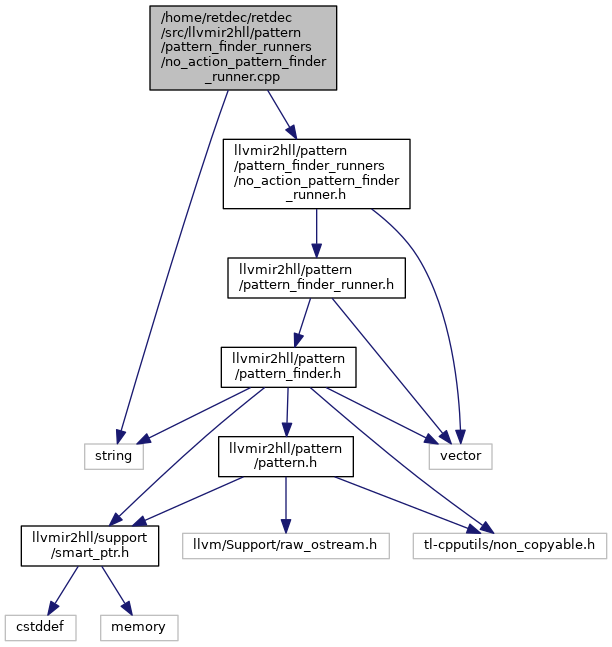 /home/retdec/retdec
/src/llvmir2hll/pattern
/pattern_finder_runners
/no_action_pattern_finder
_runner.cpp
llvmir2hll/pattern
/pattern_finder_runners
/no_action_pattern_finder
_runner.h
llvmir2hll/pattern
/pattern_finder_runner.h
llvmir2hll/pattern
/pattern_finder.h
string
llvmir2hll/pattern
/pattern.h
vector
llvmir2hll/support
/smart_ptr.h
llvm/Support/raw_ostream.h
tl-cpputils/non_copyable.h
cstddef
memory